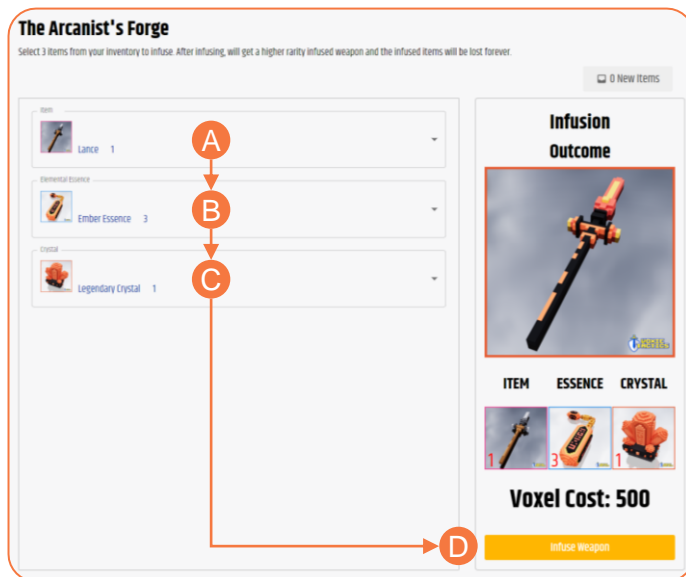 The Arcanist's Forge
Select 3 items from your inventory to infuse. After infusing, will get a higher rarity infused weapon and the infused items will be lost forever.
0 New Items
Item
Lance 1
A
Elemental Essence
Ember Essence 3
B
Crystal
Legendary Crystal 1
C
Infusion
Outcome
ITEM ESSENCE CRYSTAL
1 3 1
Voxel Cost: 500
D
Infuse Weapon